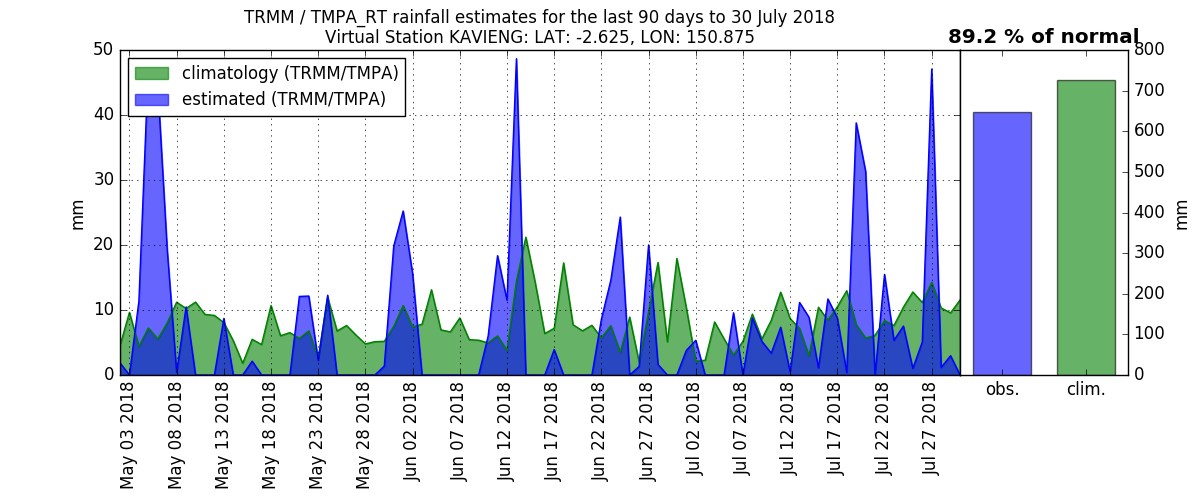 TRMM / TMPA_RT rainfall estimates for the last 90 days to 30 July 2018
Virtual Station KAVIENG: LAT: -2.625, LON: 150.875
89.2 % of normal
climatology (TRMM/TMPA)
estimated (TRMM/TMPA)
50
40
30
20
10
0
mm
800
700
600
500
400
300
200
100
0
mm
obs.
clim.
May 03 2018
May 08 2018
May 13 2018
May 18 2018
May 23 2018
May 28 2018
Jun 02 2018
Jun 07 2018
Jun 12 2018
Jun 17 2018
Jun 22 2018
Jun 27 2018
Jul 02 2018
Jul 07 2018
Jul 12 2018
Jul 17 2018
Jul 22 2018
Jul 27 2018